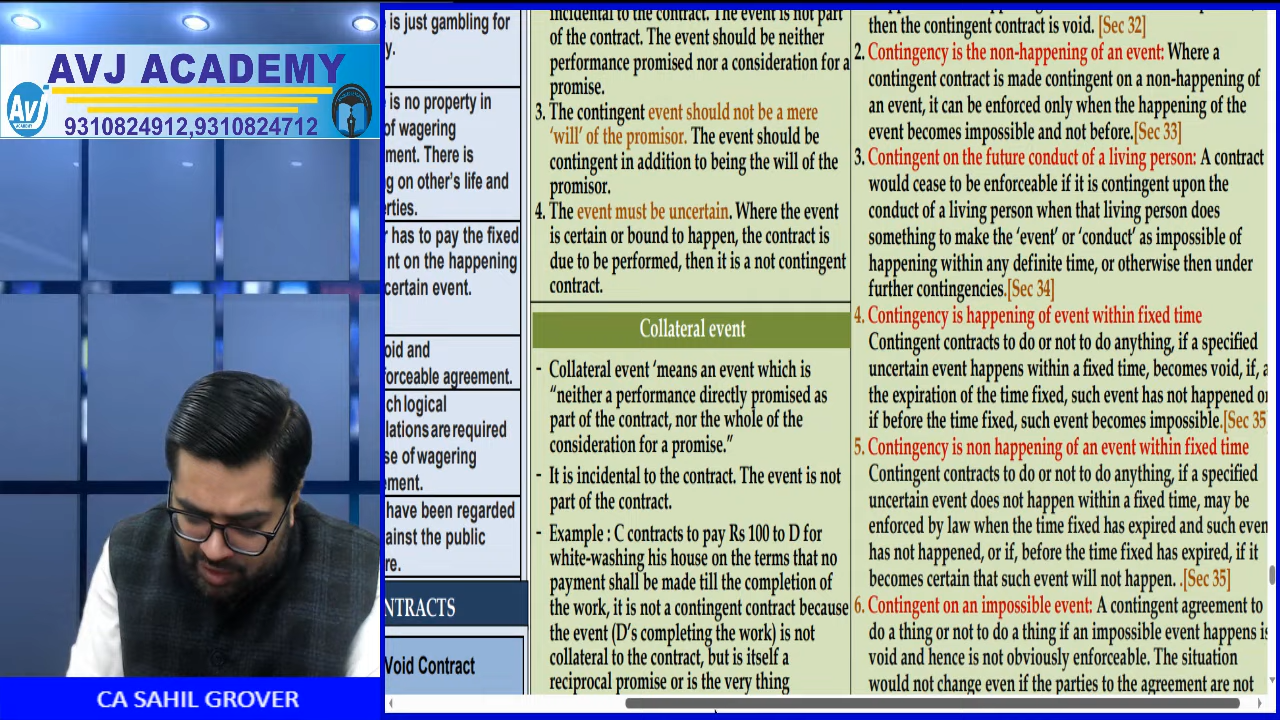 AVJ ACADEMY
Avj
ACADEMY
9310824912,9310824712
CA SAHIL GROVER
is just gambling for
y.
is no property in
of wagering
ment. There is
g on other's life and
erties.
has to pay the fixed
nt on the happening
certain event.
oid and
forceable agreement.
ch logical
lations are required
se of wagering
ement.
have been regarded
ainst the public
re.
NTRACTS
Void Contract
incidental to the contract. The event is not part
of the contract. The event should be neither
performance promised nor a consideration for a
promise.
3. The contingent event should not be a mere
'will' of the promisor. The event should be
contingent in addition to being the will of the
promisor.
4. The event must be uncertain. Where the event
is certain or bound to happen, the contract is
due to be performed, then it is a not contingent
contract.
Collateral event
- Collateral event 'means an event which is
"neither a performance directly promised as
part of the contract, nor the whole of the
consideration for a promise."
- It is incidental to the contract. The event is not
part of the contract.
- Example : C contracts to pay Rs 100 to D for
white-washing his house on the terms that no
payment shall be made till the completion of
the work, it is not a contingent contract because
the event (D's completing the work) is not
collateral to the contract, but is itself a
reciprocal promise or is the very thing
then the contingent contract is void. [Sec 32]
2. Contingency is the non-happening of an event: Where a
contingent contract is made contingent on a non-happening of
an event, it can be enforced only when the happening of the
event becomes impossible and not before.[Sec 33]
3. Contingent on the future conduct of a living person: A contract
would cease to be enforceable if it is contingent upon the
conduct of a living person when that living person does
something to make the 'event' or 'conduct' as impossible of
happening within any definite time, or otherwise then under
further contingencies.[Sec 34]
4. Contingency is happening of event within fixed time
Contingent contracts to do or not to do anything, if a specified
uncertain event happens within a fixed time, becomes void, if, a
the expiration of the time fixed, such event has not happened or
if before the time fixed, such event becomes impossible.[Sec 35
5. Contingency is non happening of an event within fixed time
Contingent contracts to do or not to do anything, if a specified
uncertain event does not happen within a fixed time, may be
enforced by law when the time fixed has expired and such even
has not happened, or if, before the time fixed has expired, if it
becomes certain that such event will not happen. .[Sec 35]
6. Contingent on an impossible event: A contingent agreement to
do a thing or not to do a thing if an impossible event happens is
void and hence is not obviously enforceable. The situation
would not change even if the parties to the agreement are not